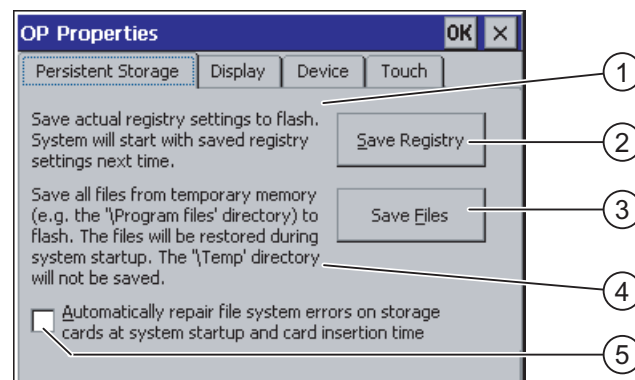 OP Properties OK ×
Persistent Storage Display Device Touch
1
Save actual registry settings to flash.
System will start with saved registry
settings next time.
Save Registry
2
Save all files from temporary memory
(e.g. the '\Program files' directory) to
flash. The files will be restored during
system startup. The '\Temp' directory
will not be saved.
Save Files
3
4
Automatically repair file system errors on storage
cards at system startup and card insertion time
5